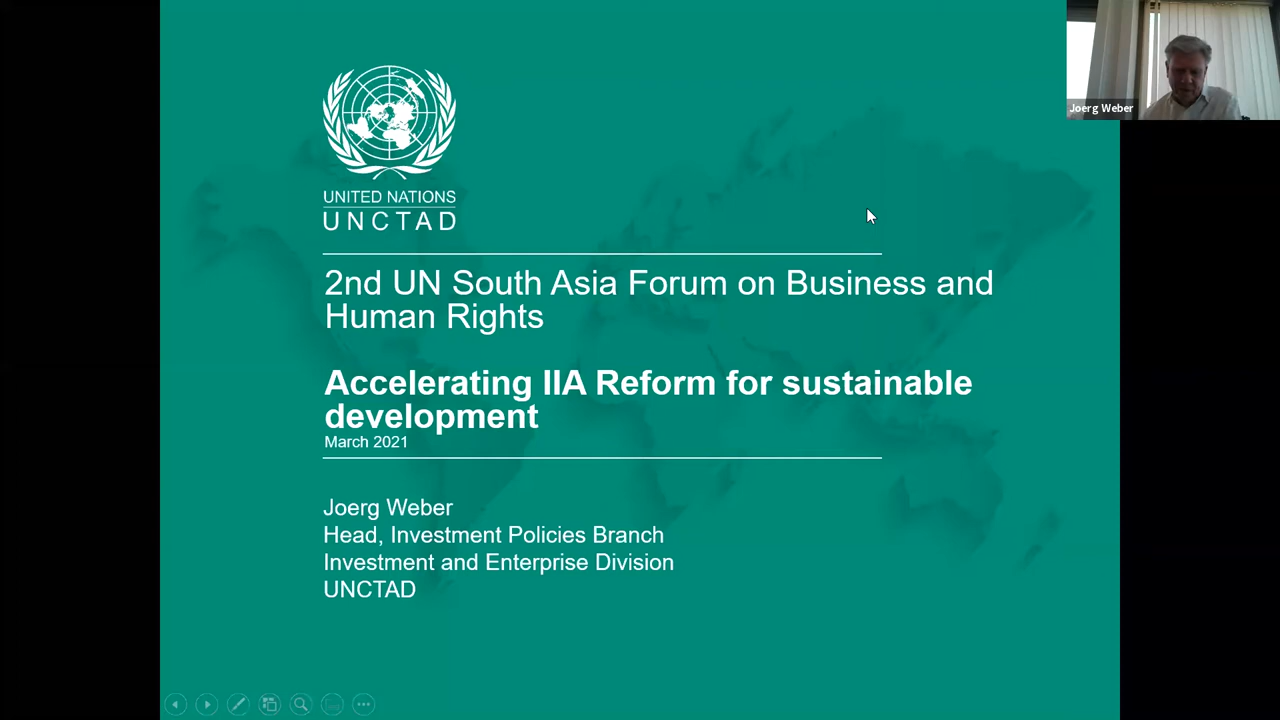 UNITED NATIONS
UNCTAD
2nd UN South Asia Forum on Business and
Human Rights
Accelerating IIA Reform for sustainable
development
March 2021
Joerg Weber
Head, Investment Policies Branch
Investment and Enterprise Division
UNCTAD
Joerg Weber